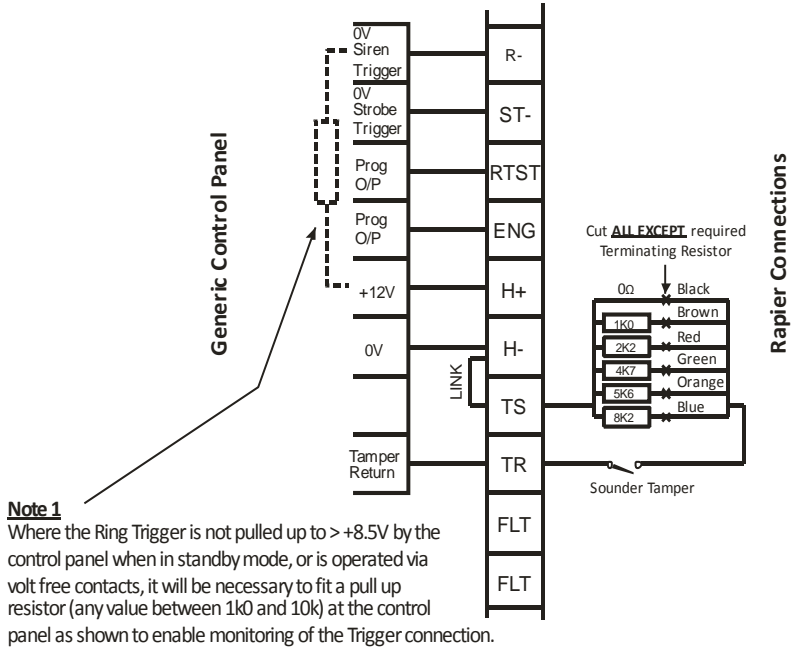 0V
Siren
Trigger
R-
0V
Strobe
Trigger
ST-
Prog
O/P
RTST
Prog
O/P
ENG
+12V
H+
0V
H-
LINK
TS
Tamper
Return
TR
FLT
FLT
Generic Control Panel
Rapier Connections
Cut ALL EXCEPT required
Terminating Resistor
0Ω Black
1K0 Brown
2K2 Red
4K7 Green
5K6 Orange
8K2 Blue
Sounder Tamper
Note 1
Where the Ring Trigger is not pulled up to > +8.5V by the
control panel when in standby mode, or is operated via
volt free contacts, it will be necessary to fit a pull up
resistor (any value between 1k0 and 10k) at the control
panel as shown to enable monitoring of the Trigger connection.